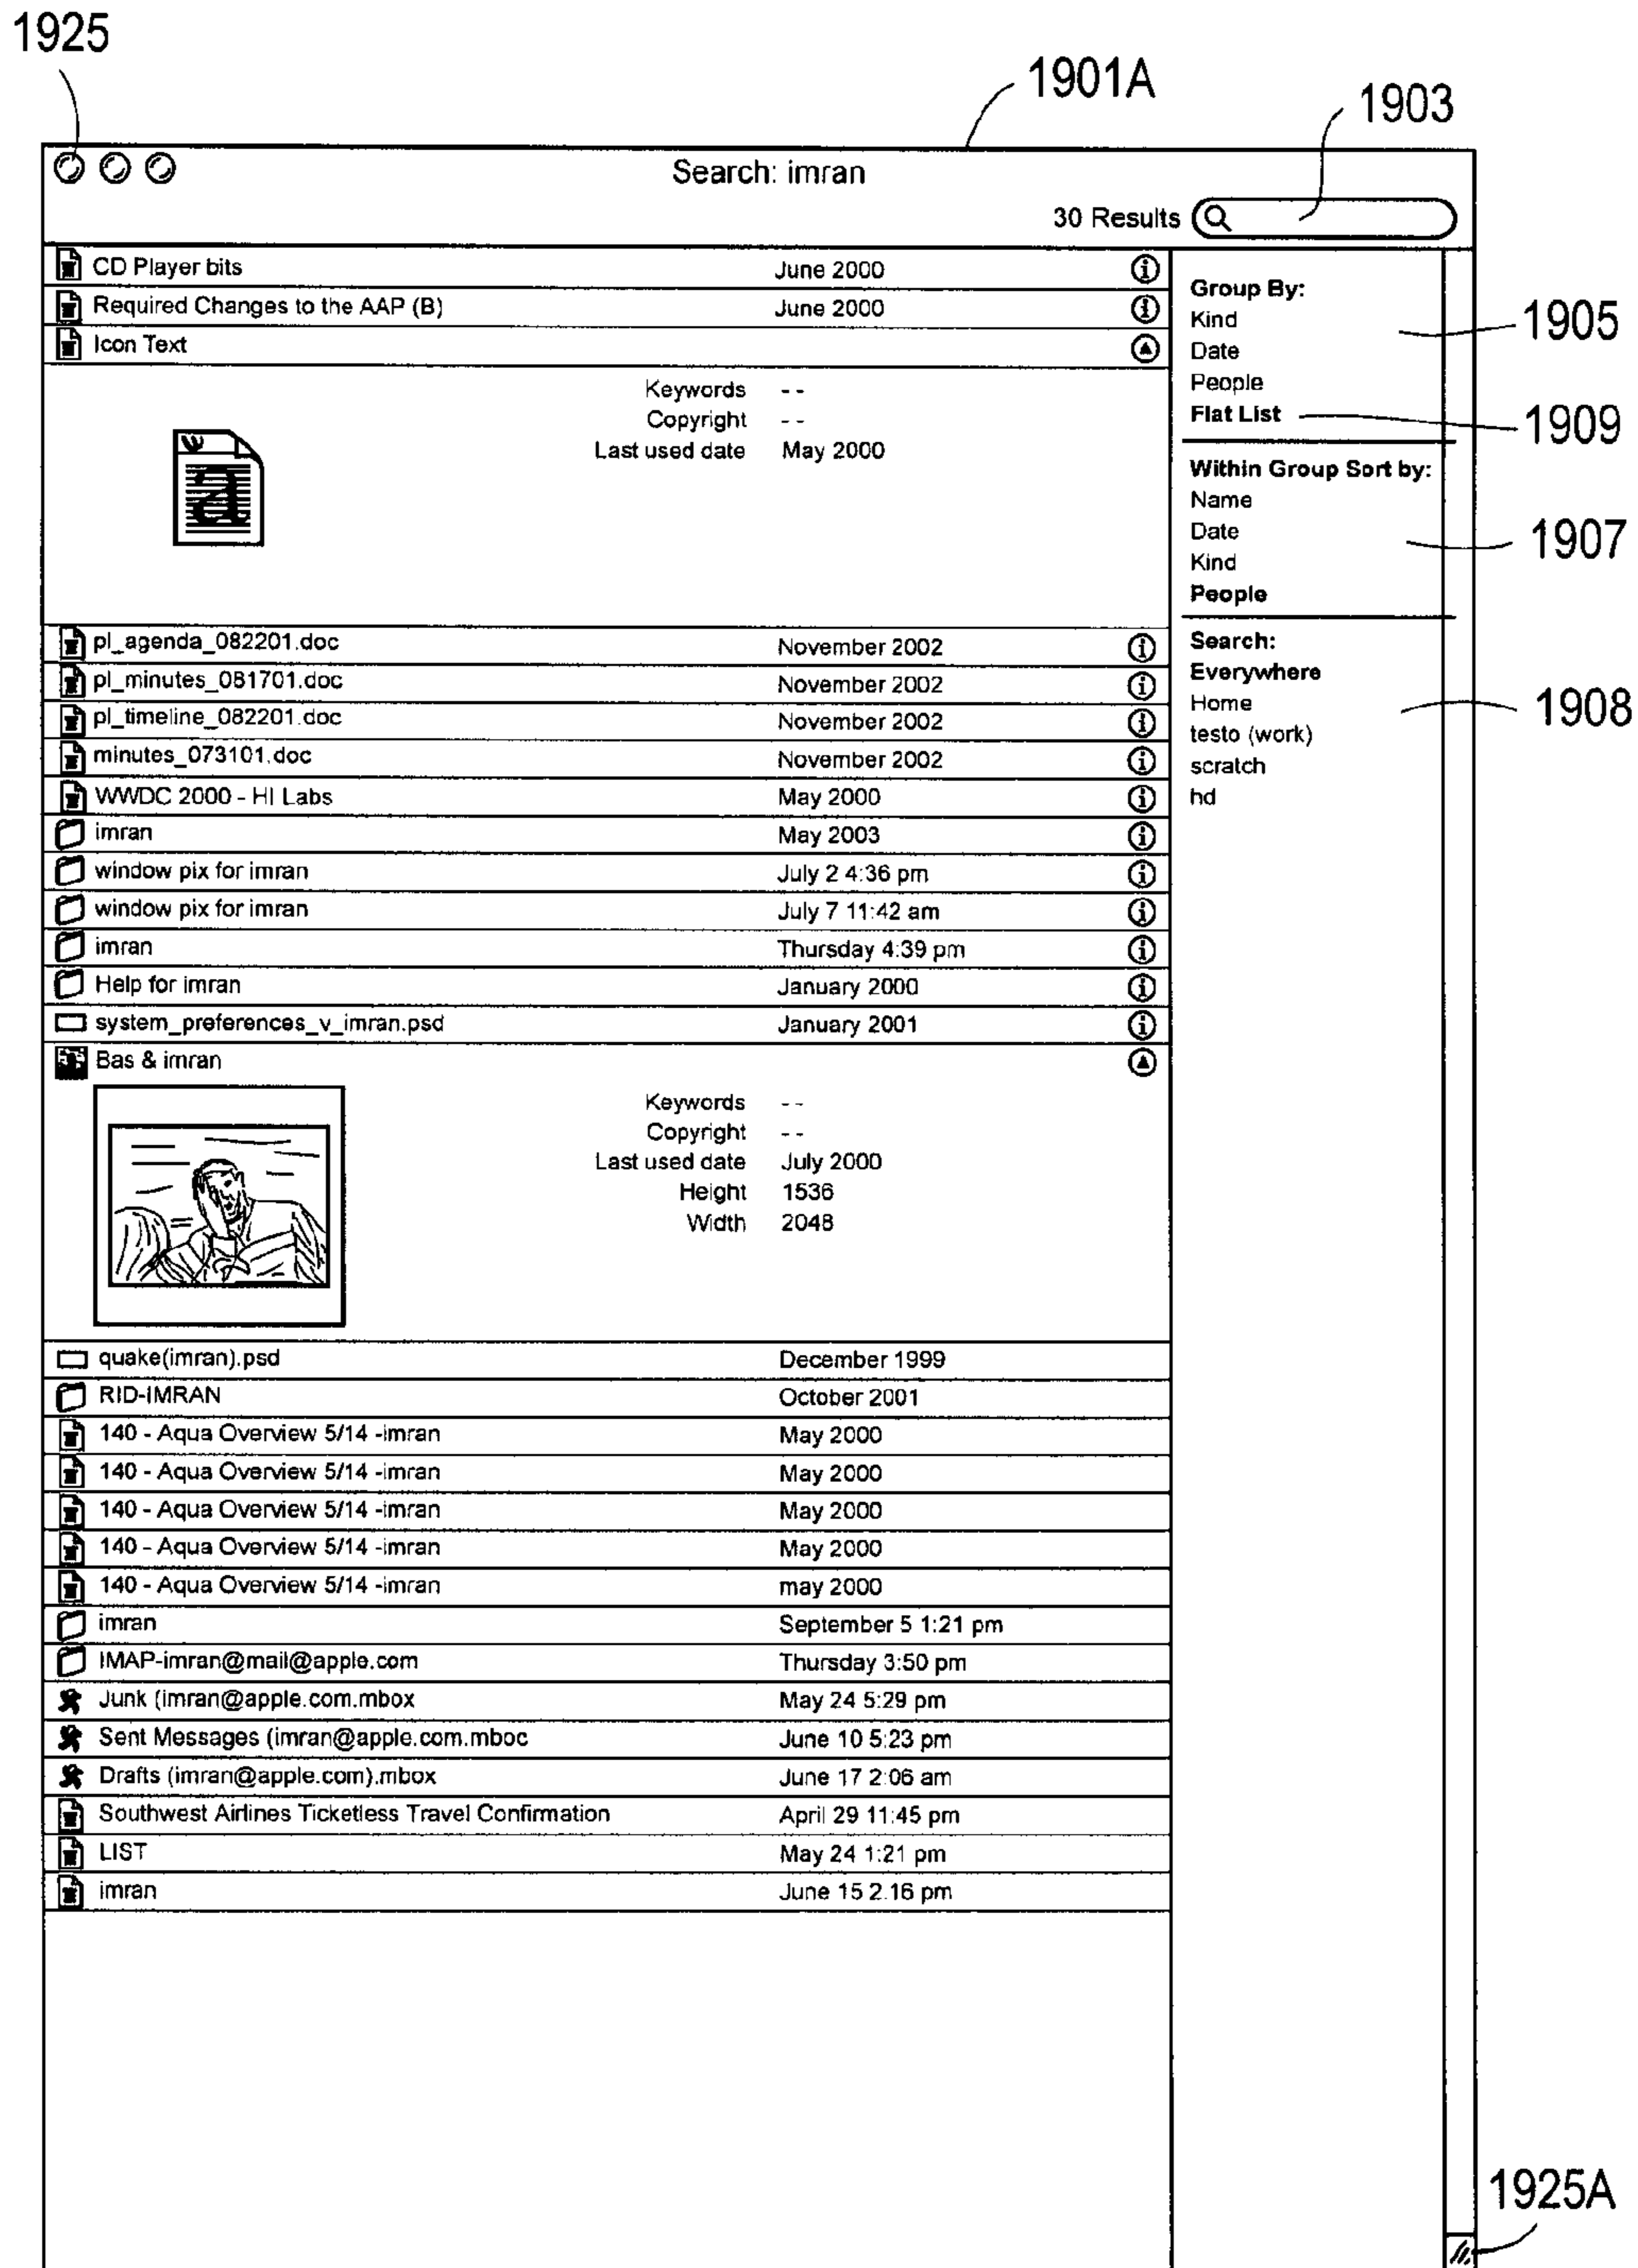 1925
1901A
1903
Search: imran
30 Results
CD Player bits June 2000
Required Changes to the AAP (B) June 2000
Icon Text
Keywords - -
Copyright - -
Last used date May 2000
a
pl_agenda_082201.doc November 2002
pl_minutes_081701.doc November 2002
pl_timeline_082201.doc November 2002
minutes_073101.doc November 2002
WWDC 2000 - HI Labs May 2000
imran May 2003
window pix for imran July 2 4:36 pm
window pix for imran July 7 11:42 am
imran Thursday 4:39 pm
Help for imran January 2000
system_preferences_v_imran.psd January 2001
Bas & imran
Keywords - -
Copyright - -
Last used date July 2000
Height 1536
Width 2048
quake(imran).psd December 1999
RID-IMRAN October 2001
140 - Aqua Overview 5/14 -imran May 2000
140 - Aqua Overview 5/14 -imran May 2000
140 - Aqua Overview 5/14 -imran May 2000
140 - Aqua Overview 5/14 -imran May 2000
140 - Aqua Overview 5/14 -imran may 2000
imran September 5 1:21 pm
IMAP-imran@mail@apple.com Thursday 3:50 pm
Junk (imran@apple.com.mbox May 24 5:29 pm
Sent Messages (imran@apple.com.mboc June 10 5:23 pm
Drafts (imran@apple.com).mbox June 17 2:06 am
Southwest Airlines Ticketless Travel Confirmation April 29 11:45 pm
LIST May 24 1:21 pm
imran June 15 2.16 pm
Group By:
Kind
Date
People
Flat List
Within Group Sort by:
Name
Date
Kind
People
Search:
Everywhere
Home
testo (work)
scratch
hd
1905
1909
1907
1908
1925A